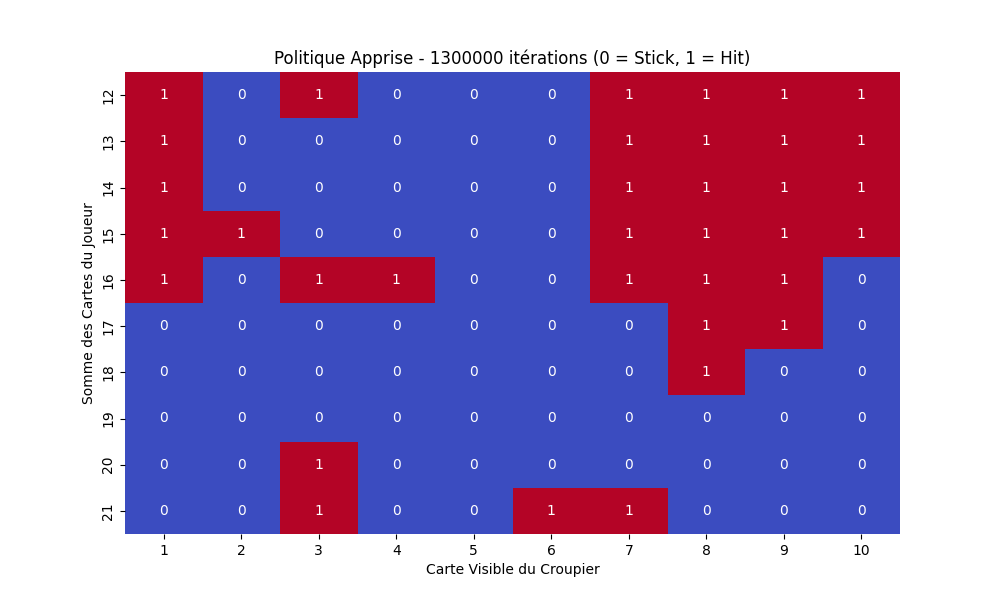 Politique Apprise - 1300000 itérations (0 = Stick, 1 = Hit)
Somme des Cartes du Joueur
12 1 0 1 0 0 0 1 1 1 1
13 1 0 0 0 0 0 1 1 1 1
14 1 0 0 0 0 0 1 1 1 1
15 1 1 0 0 0 0 1 1 1 1
16 1 0 1 1 0 0 1 1 1 0
17 0 0 0 0 0 0 0 1 1 0
18 0 0 0 0 0 0 0 1 0 0
19 0 0 0 0 0 0 0 0 0 0
20 0 0 1 0 0 0 0 0 0 0
21 0 0 1 0 0 1 1 0 0 0
1 2 3 4 5 6 7 8 9 10
Carte Visible du Croupier